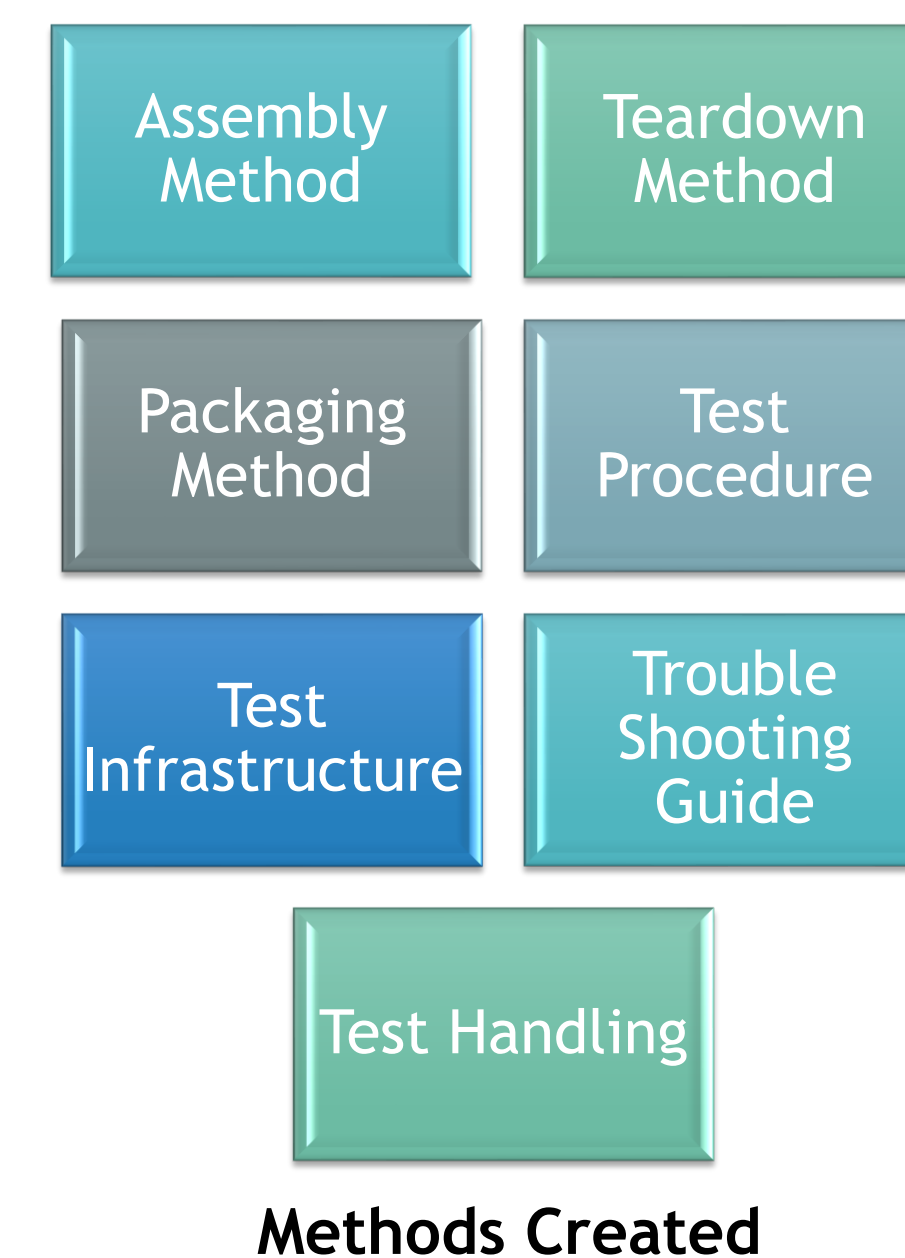 Assembly
Method
Teardown
Method
Packaging
Method
Test
Procedure
Test
Infrastructure
Trouble
Shooting
Guide
Test Handling
Methods Created